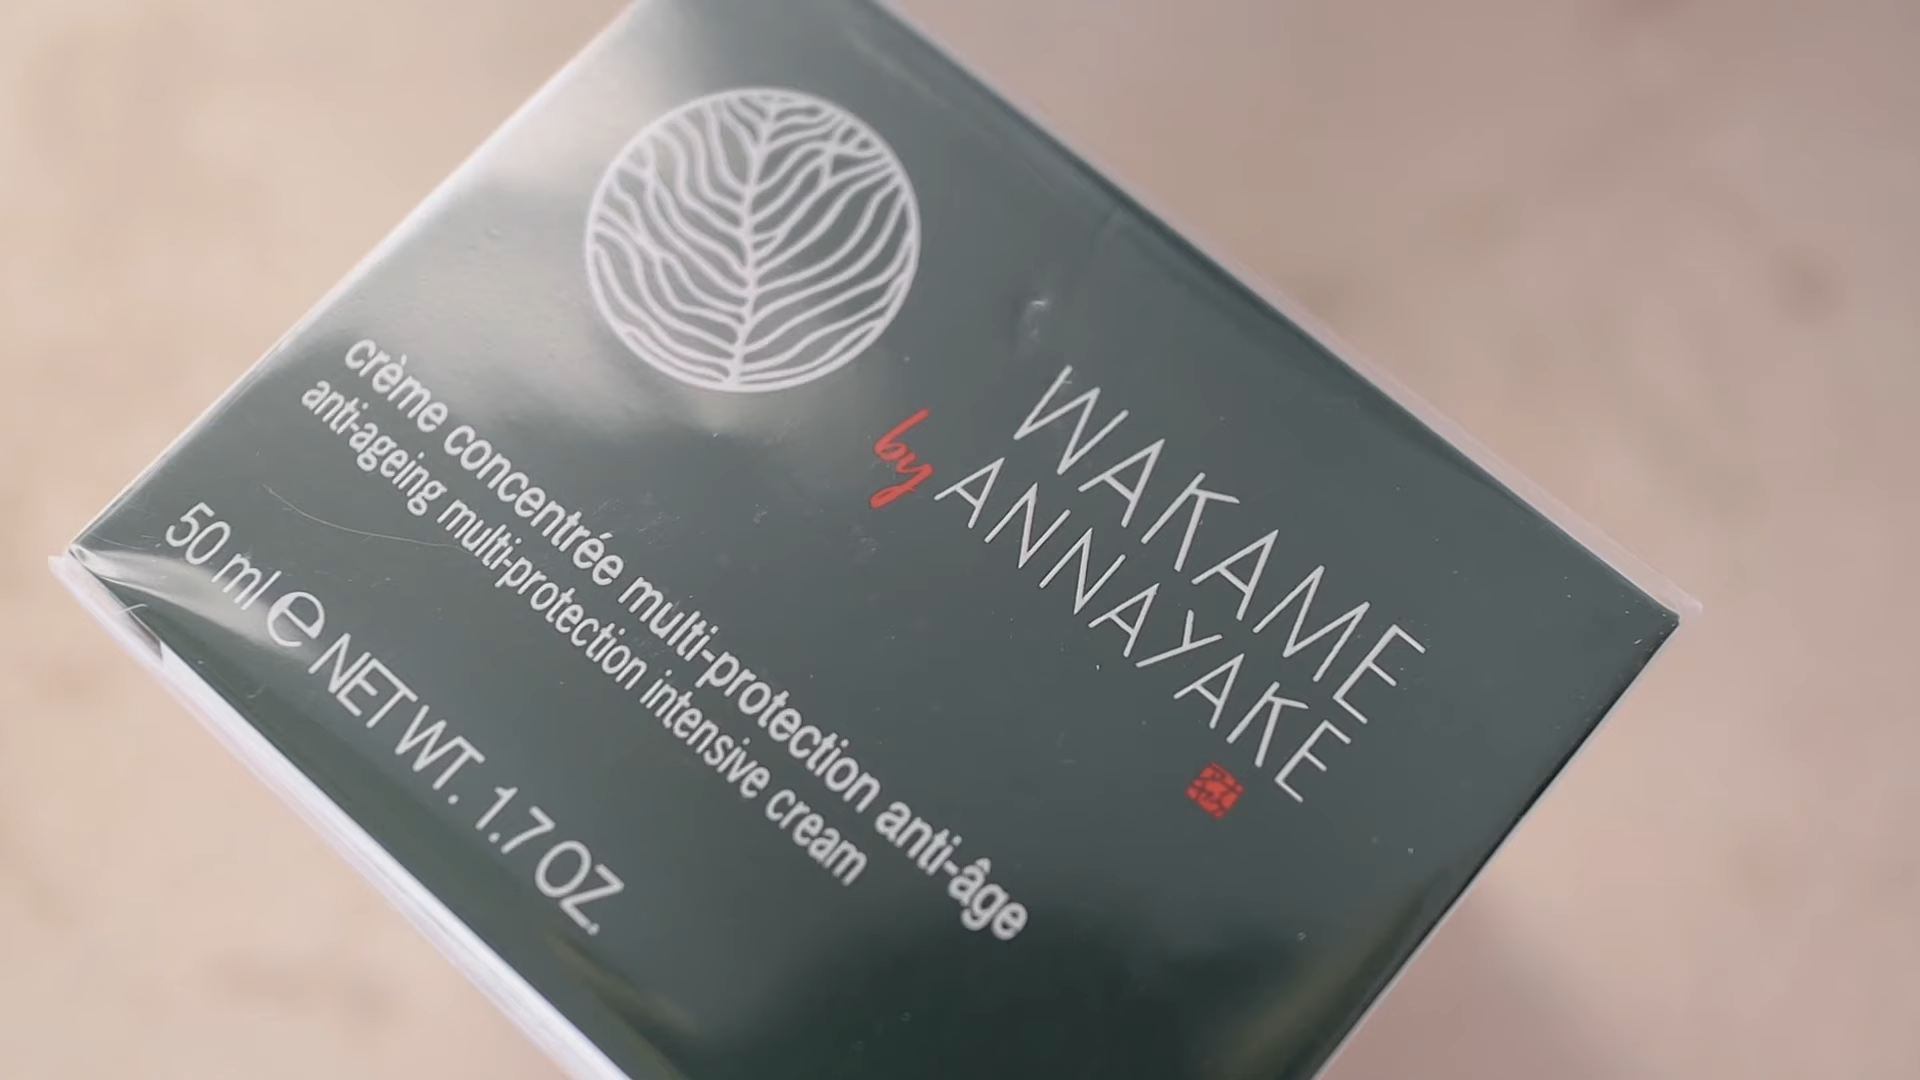 WAKAME
by ANNAYAKE
crème concentrée multi-protection anti-âge
anti-ageing multi-protection intensive cream
50 ml e NET WT. 1.7 OZ.